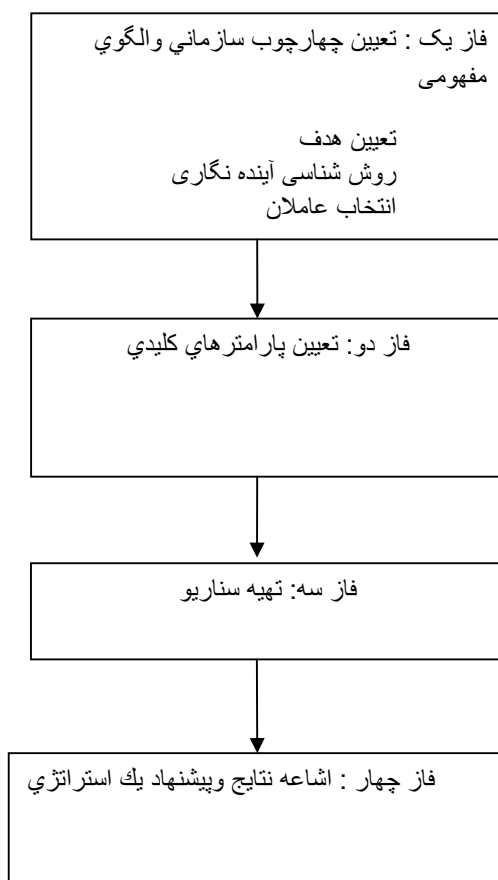 فاز یک : تعيين چهارچوب سازماني والگوي
مفهومی
تعیین هدف
روش شناسی آینده نگاری
انتخاب عاملان
فاز دو: تعيين پارامترهاي كليدي
فاز سه: تهيه سناريو
فاز چهار : اشاعه نتايج وپيشنهاد يك استراتژي